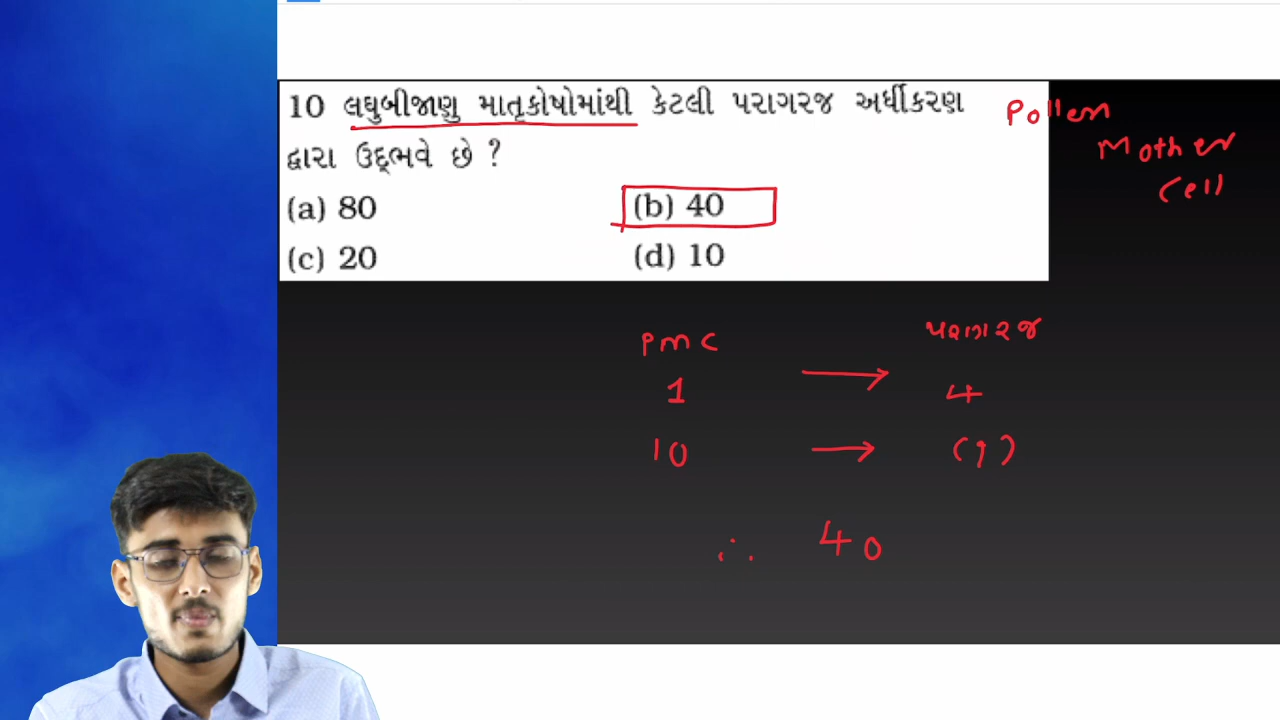 10 લઘુબીજાણુ માતૃકોષોમાંથી કેટલી પરાગરજ અર્ધીકરણ
દ્વારા ઉદ્ભવે છે ?
(a) 80 (b) 40
(c) 20 (d) 10
Pollen
Mother
Cell
PMC પરાગરજ
1 → 4
10 → (?)
∴ 40